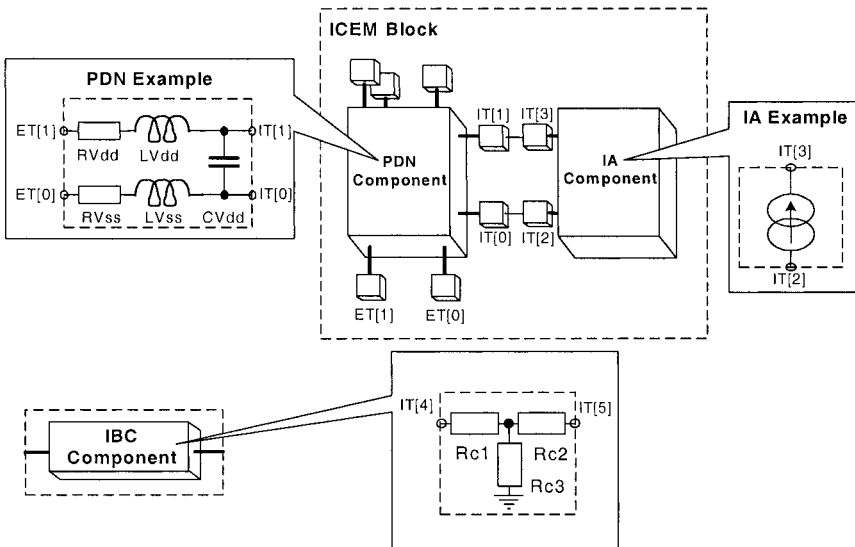 ICEM Block
PDN Example
ET[1]
RVdd
LVdd
IT[1]
ET[0]
RVss
LVss
CVdd
IT[0]
PDN
Component
IT[1]
IT[3]
IT[0]
IT[2]
ET[1]
ET[0]
IA
Component
IA Example
IT[3]
IT[2]
IBC
Component
IT[4]
IT[5]
Rc1
Rc2
Rc3